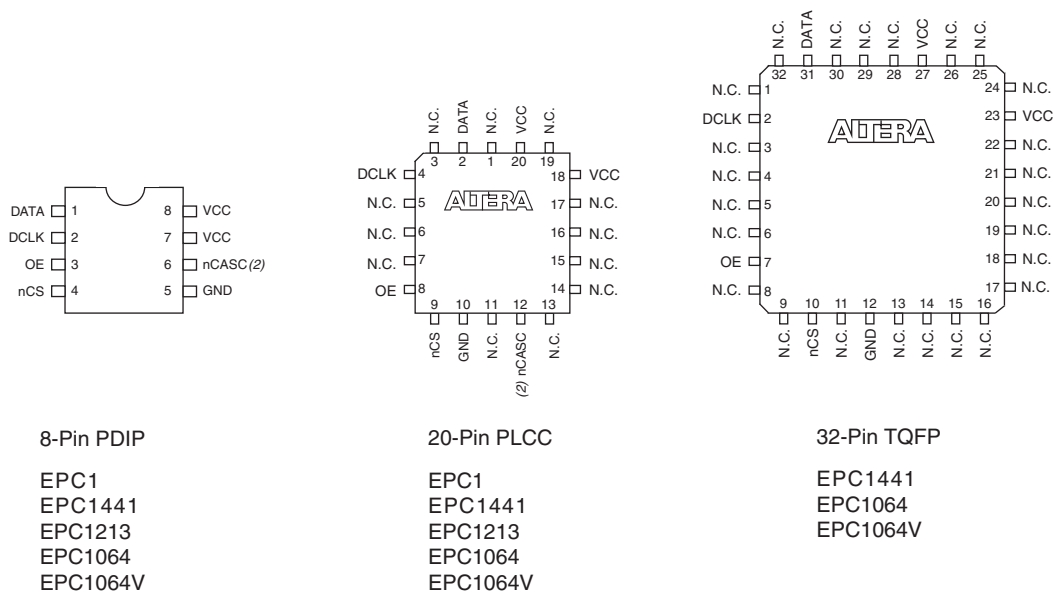 DATA 1 8 VCC
DCLK 2 7 VCC
OE 3 6 nCASC (2)
nCS 4 5 GND
8-Pin PDIP
EPC1
EPC1441
EPC1213
EPC1064
EPC1064V
N.C. DATA N.C. VCC N.C.
3 2 1 20 19
DCLK 4 18 VCC
ALTERA
N.C. 5 17 N.C.
N.C. 6 16 N.C.
N.C. 7 15 N.C.
OE 8 14 N.C.
9 10 11 12 13
nCS GND N.C. (2) nCASC N.C.
20-Pin PLCC
EPC1
EPC1441
EPC1213
EPC1064
EPC1064V
N.C. DATA N.C. N.C. N.C. VCC N.C. N.C.
32 31 30 29 28 27 26 25
N.C. 1 24 N.C.
DCLK 2 23 VCC
ALTERA
N.C. 3 22 N.C.
N.C. 4 21 N.C.
N.C. 5 20 N.C.
N.C. 6 19 N.C.
OE 7 18 N.C.
N.C. 8 17 N.C.
9 10 11 12 13 14 15 16
N.C. nCS N.C. GND N.C. N.C. N.C. N.C.
32-Pin TQFP
EPC1441
EPC1064
EPC1064V